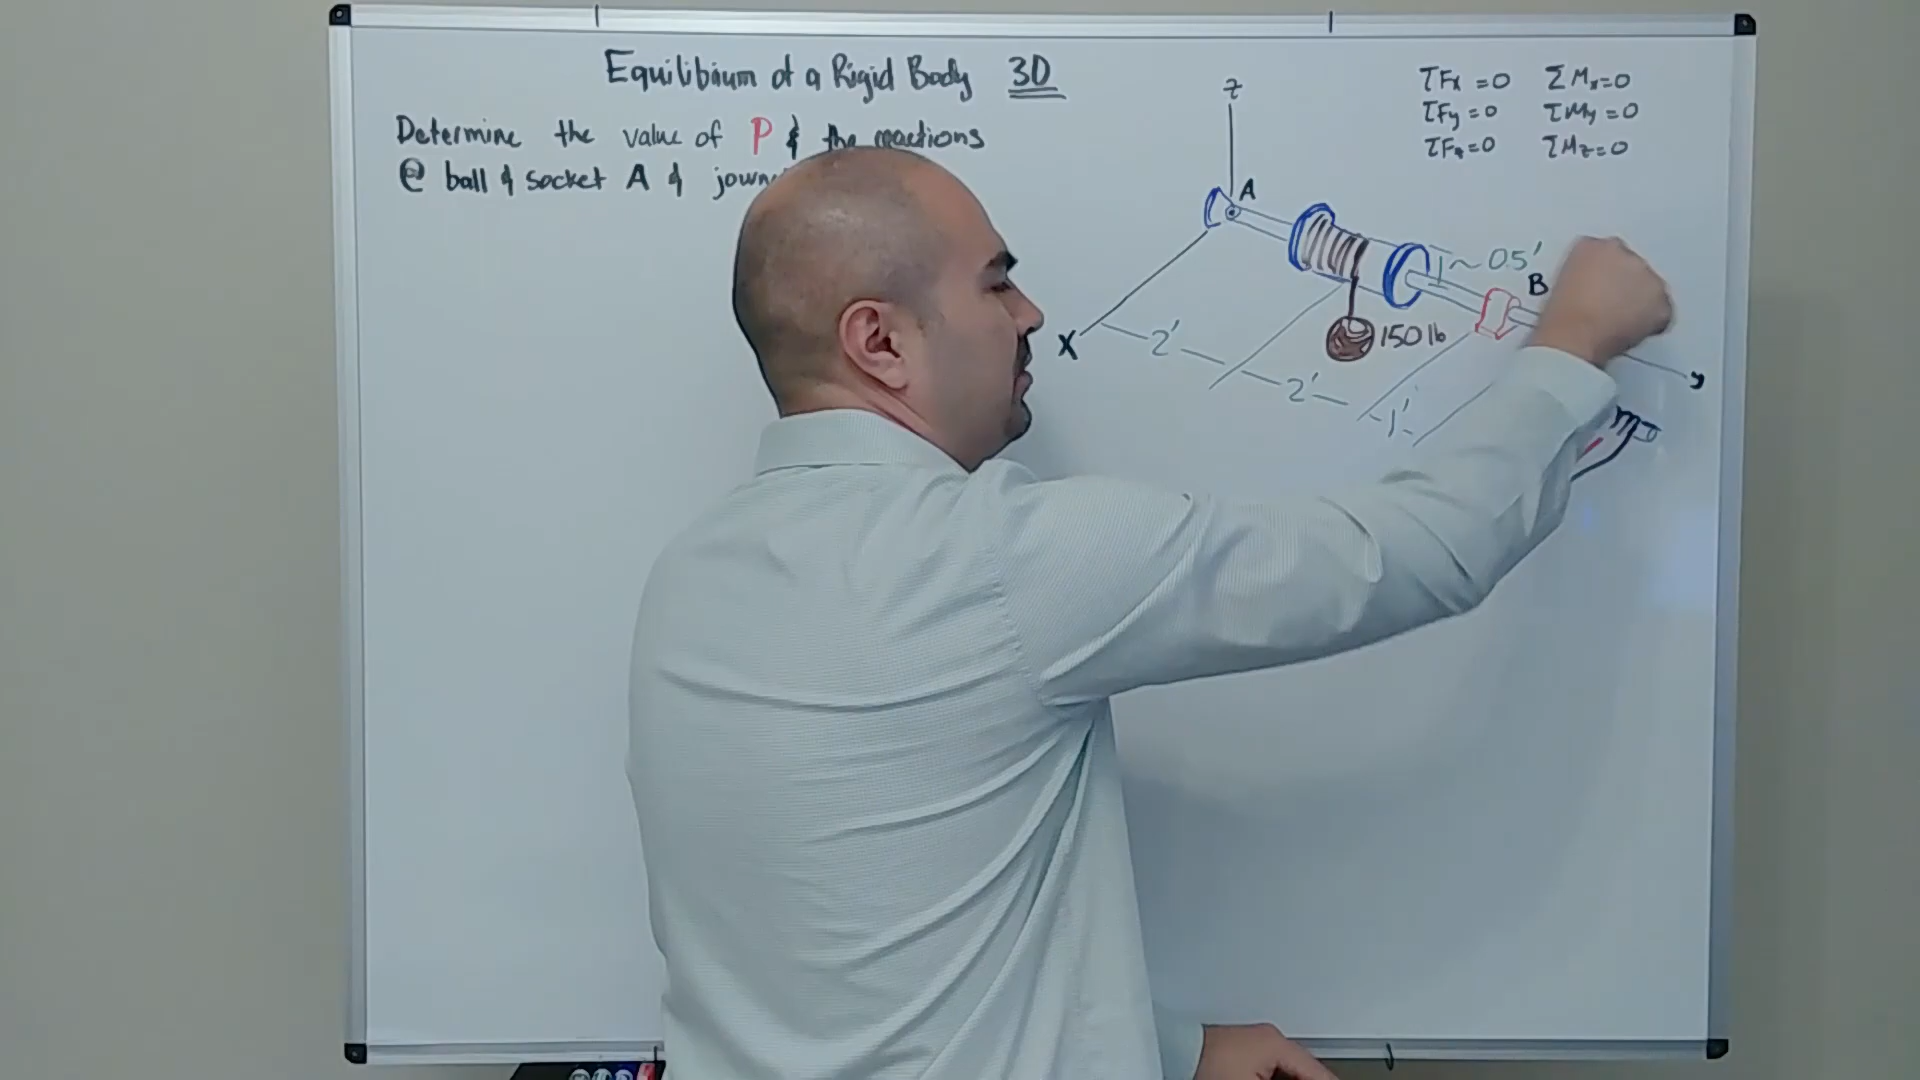 Equilibium of a Rigid Body 3D
Determine the value of P & the reactions
@ ball & socket A &
ΣFx = 0 ΣMx=0
ΣFy = 0 ΣMy = 0
ΣFz=0 ΣMz=0
z
A
~ 0.5'
B
150 lb
X
2'
2'
1'
y